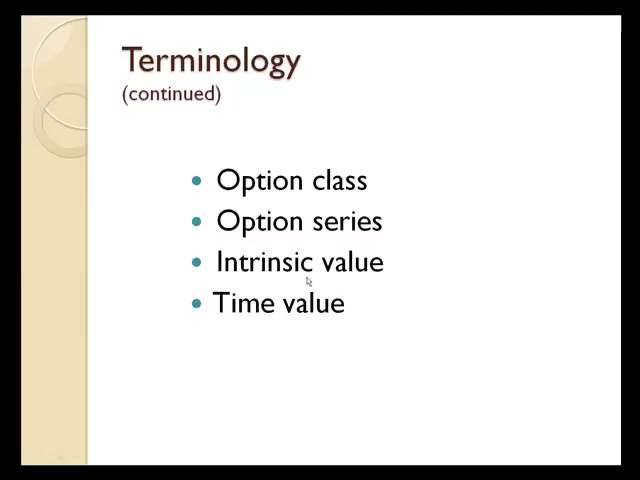 Terminology
(continued)
Option class
Option series
Intrinsic value
Time value